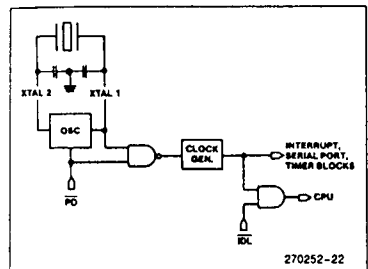 XTAL 2
XTAL 1
OSC
CLOCK
GEN.
INTERRUPT,
SERIAL PORT,
TIMER BLOCKS
CPU
PD
IDL
270252-22